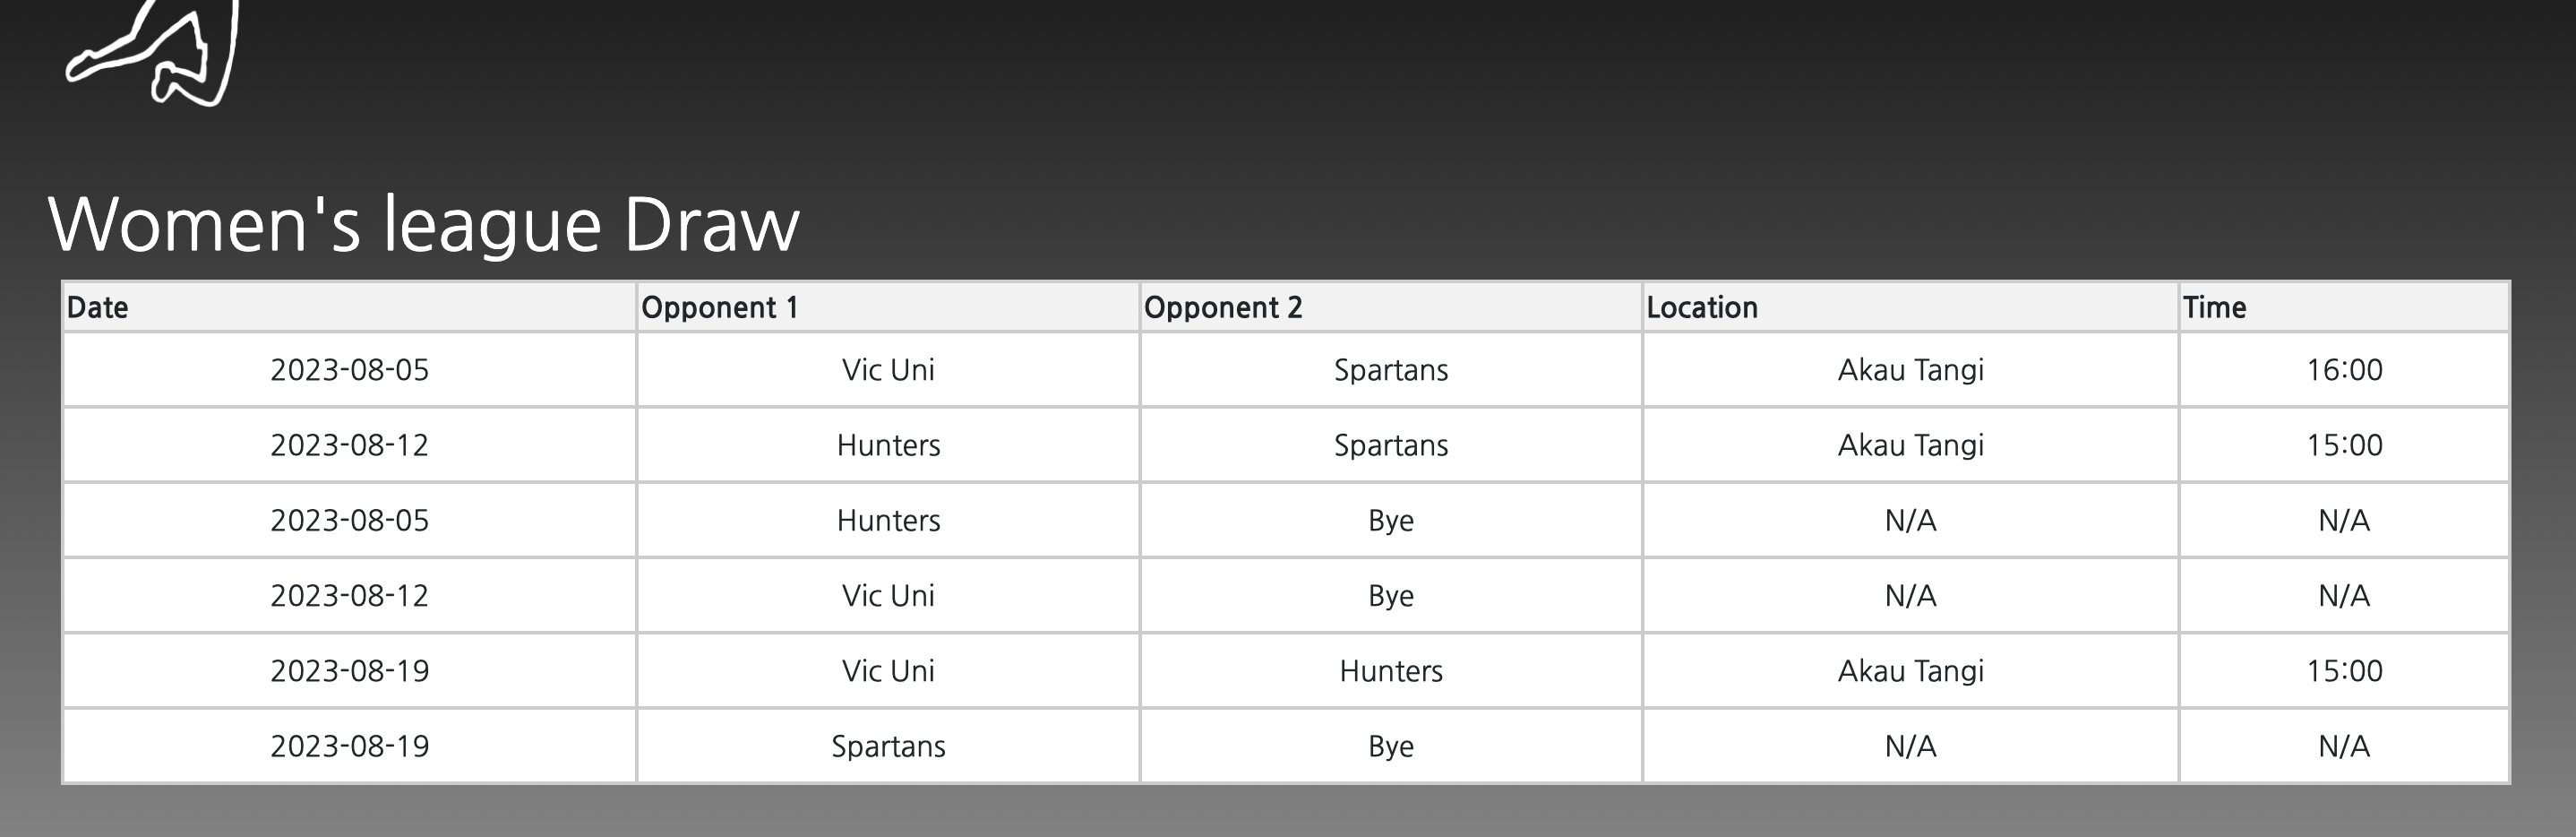 Women's league Draw
Date Opponent 1 Opponent 2 Location Time
2023-08-05 Vic Uni Spartans Akau Tangi 16:00
2023-08-12 Hunters Spartans Akau Tangi 15:00
2023-08-05 Hunters Bye N/A N/A
2023-08-12 Vic Uni Bye N/A N/A
2023-08-19 Vic Uni Hunters Akau Tangi 15:00
2023-08-19 Spartans Bye N/A N/A